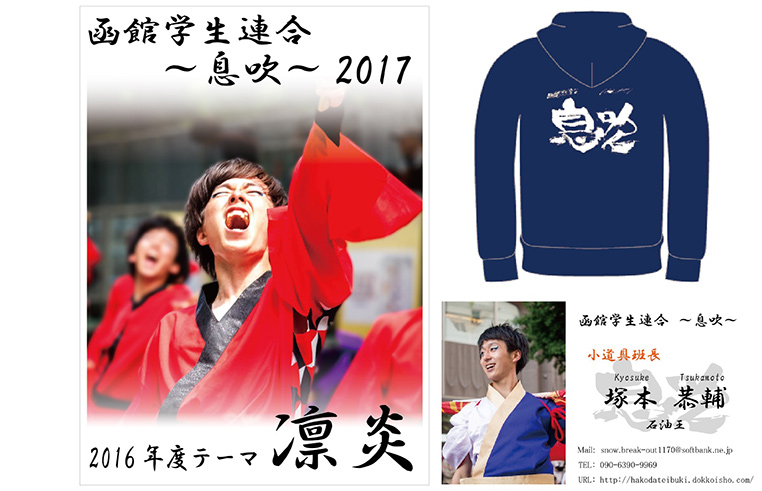 函館学生連合
～息吹～ 2017
2016年度テーマ 凛炎
息吹
函館学生連合 ～息吹～
小道具班長
Kyosuke Tsukamoto
塚本 恭輔
石油王
Mail: snow.break-out1170@softbank.ne.jp
TEL: 090-6390-9969
URL: http://hakodateibuki.dokkoisho.com/